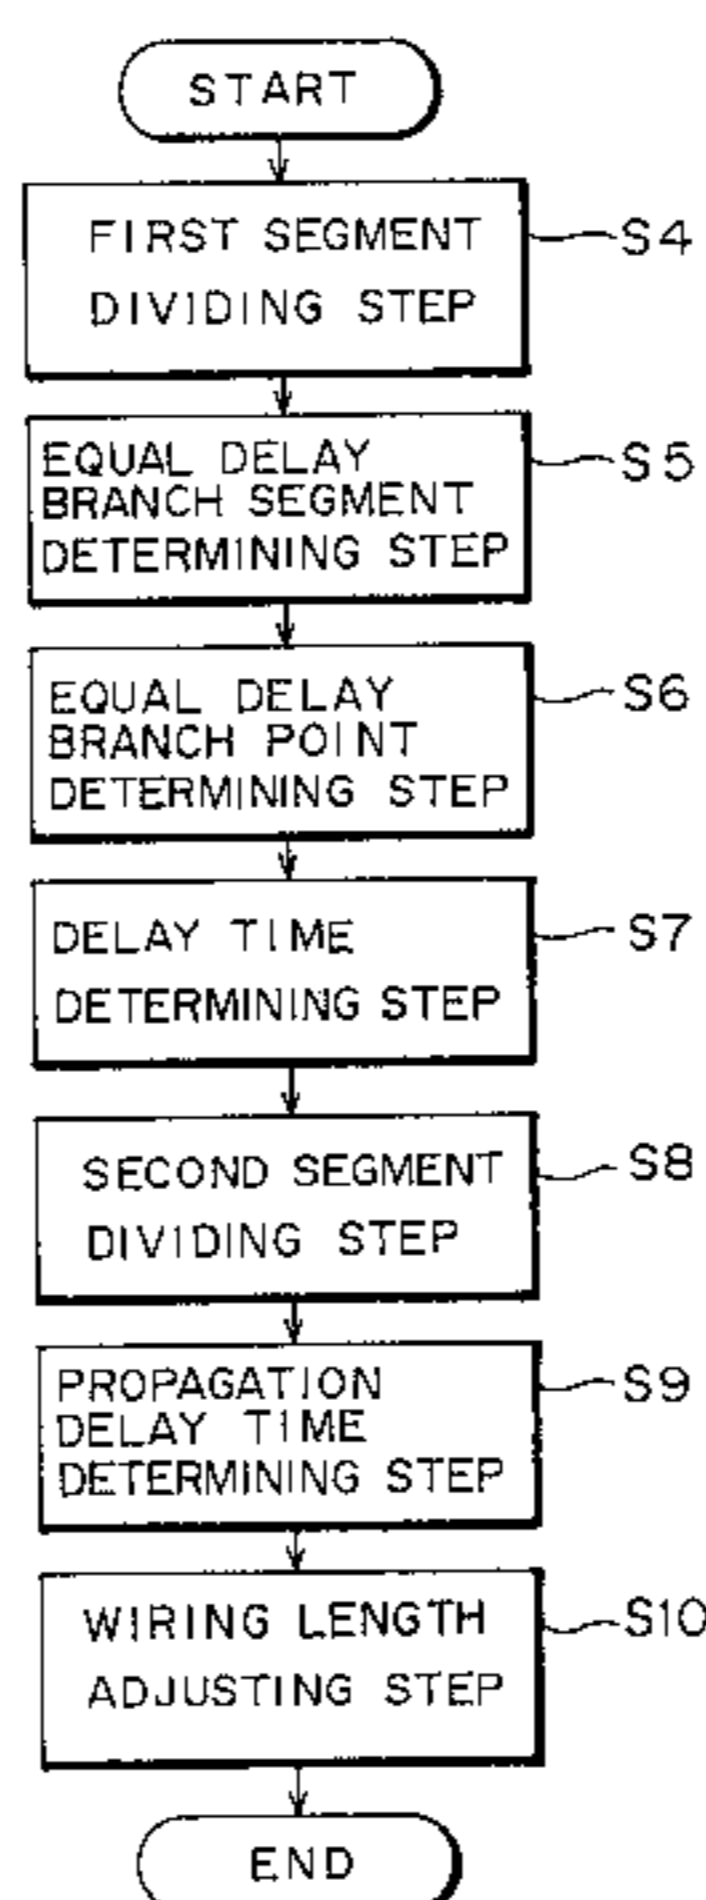 START
FIRST SEGMENT
S4
DIVIDING STEP
EQUAL DELAY
S5
BRANCH SEGMENT
DETERMINING STEP
EQUAL DELAY
S6
BRANCH POINT
DETERMINING STEP
DELAY TIME
S7
DETERMINING STEP
SECOND SEGMENT
S8
DIVIDING STEP
PROPAGATION
S9
DELAY TIME
DETERMINING STEP
WIRING LENGTH
S10
ADJUSTING STEP
END